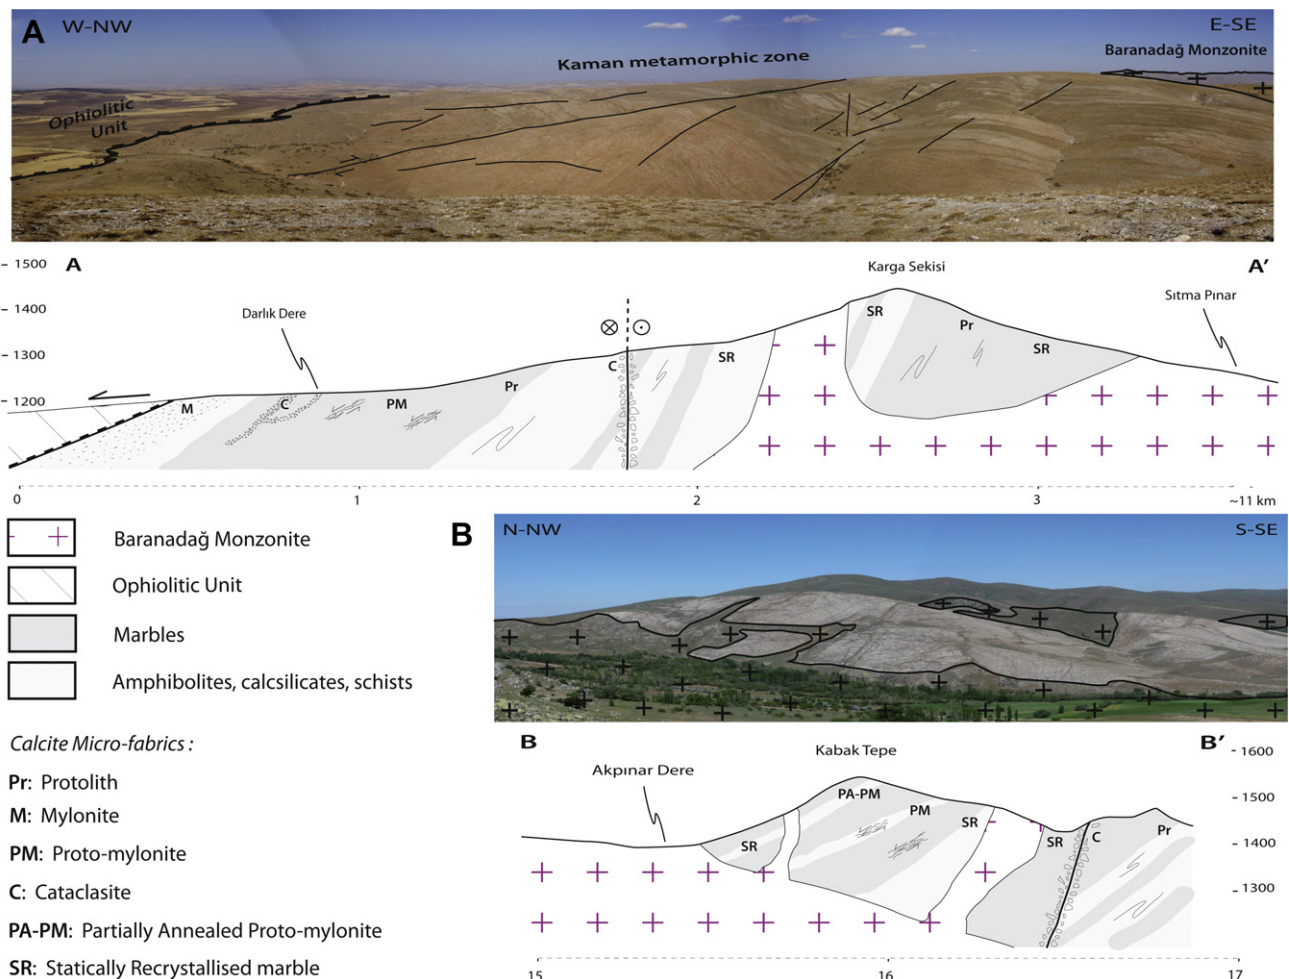 A W-NW E-SE
Kaman metamorphic zone
Baranadağ Monzonite
Ophiolitic
Unit
1500 A Karga Sekisi A'
1400 Darlık Dere Sıtma Pınar
1300
1200
SR Pr SR
C SR
M C PM Pr
0 1 2 3 ~11 km
Baranadağ Monzonite
Ophiolitic Unit
Marbles
Amphibolites, calcsilicates, schists
Calcite Micro-fabrics :
Pr: Protolith
M: Mylonite
PM: Proto-mylonite
C: Cataclasite
PA-PM: Partially Annealed Proto-mylonite
SR: Statically Recrystallised marble
B N-NW S-SE
B Kabak Tepe B'
Akpınar Dere
1600
1500
1400
1300
PA-PM PM SR
SR SR C Pr
15 16 17